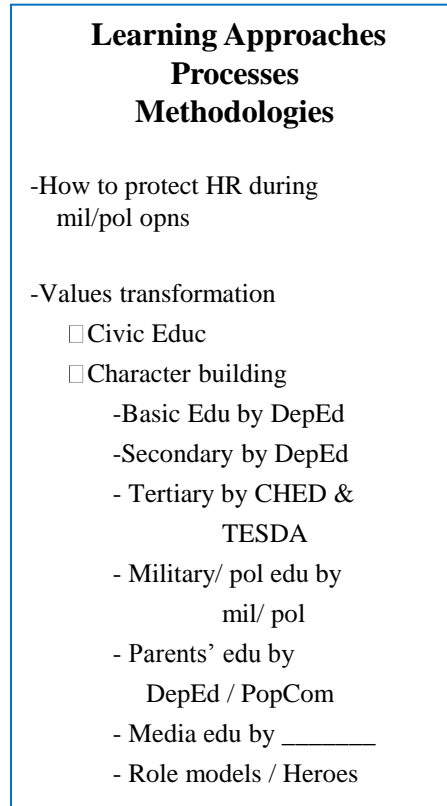 Learning Approaches
Processes
Methodologies
-How to protect HR during
mil/pol opns
-Values transformation
□Civic Educ
□Character building
-Basic Edu by DepEd
-Secondary by DepEd
- Tertiary by CHED &
TESDA
- Military/ pol edu by
mil/ pol
- Parents’ edu by
DepEd / PopCom
- Media edu by _______
- Role models / Heroes